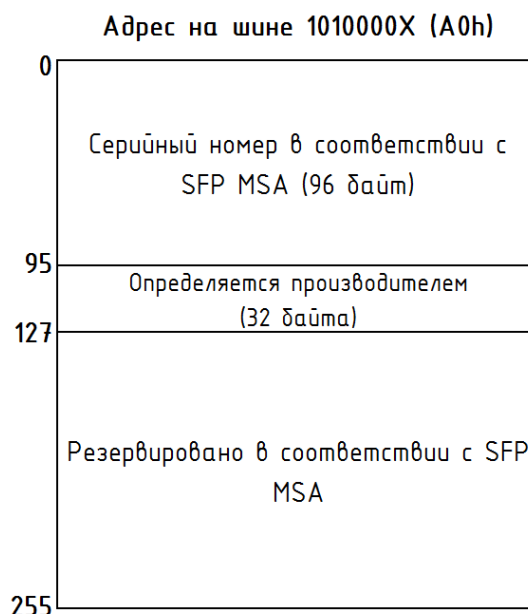 Адрес на шине 1010000X (A0h)
0
Серийный номер в соответствии с
SFP MSA (96 байт)
95
Определяется производителем
(32 байта)
127
Резервировано в соответствии с SFP
MSA
255